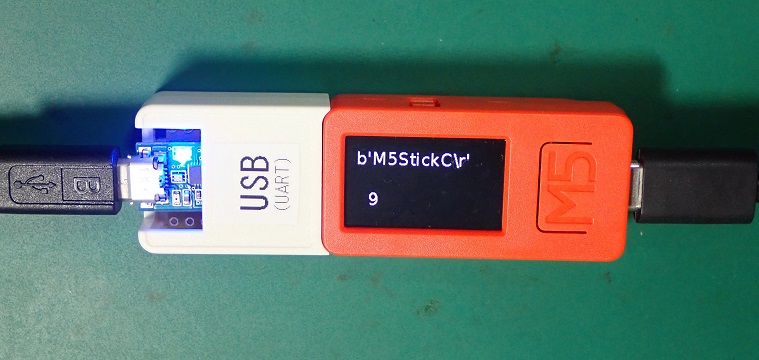 B
USB
(UART)
b'M5StickC\r'
9
M5